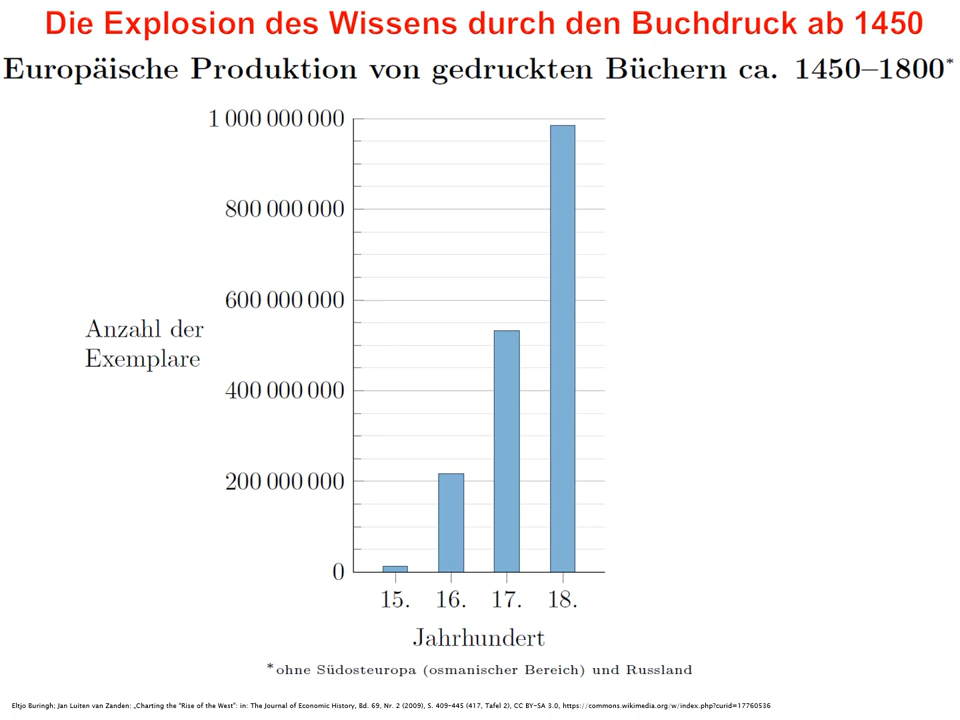 Die Explosion des Wissens durch den Buchdruck ab 1450
Europäische Produktion von gedruckten Büchern ca. 1450–1800*
1 000 000 000
800 000 000
600 000 000
Anzahl der
Exemplare
400 000 000
200 000 000
0
15. 16. 17. 18.
Jahrhundert
*ohne Südosteuropa (osmanischer Bereich) und Russland
Eltjo Buringh; Jan Luiten van Zanden: „Charting the "Rise of the West": in: The Journal of Economic History, Bd. 69, Nr. 2 (2009), S. 409-445 (417, Tafel 2), CC BY-SA 3.0, https://commons.wikimedia.org/w/index.php?curid=17760536